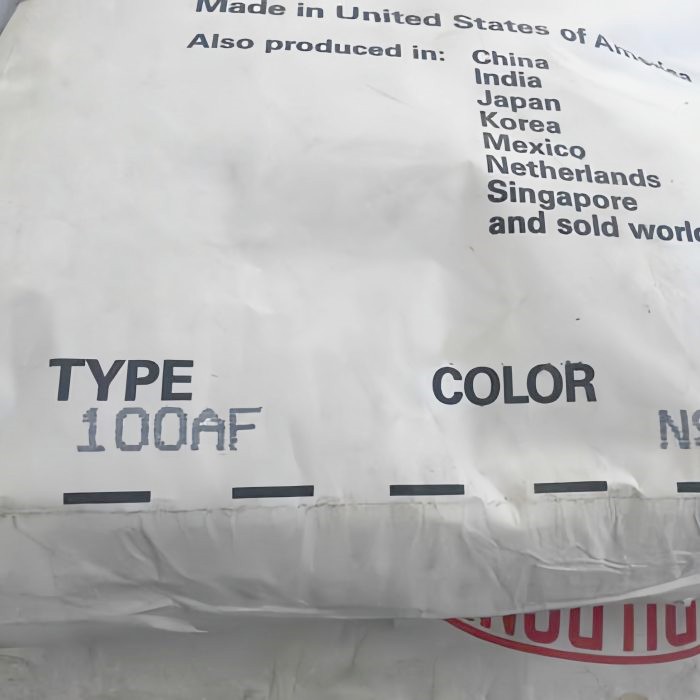 Made in United States of America
Also produced in: China
India
Japan
Korea
Mexico
Netherlands
Singapore
and sold
TYPE
COLOR
100AF